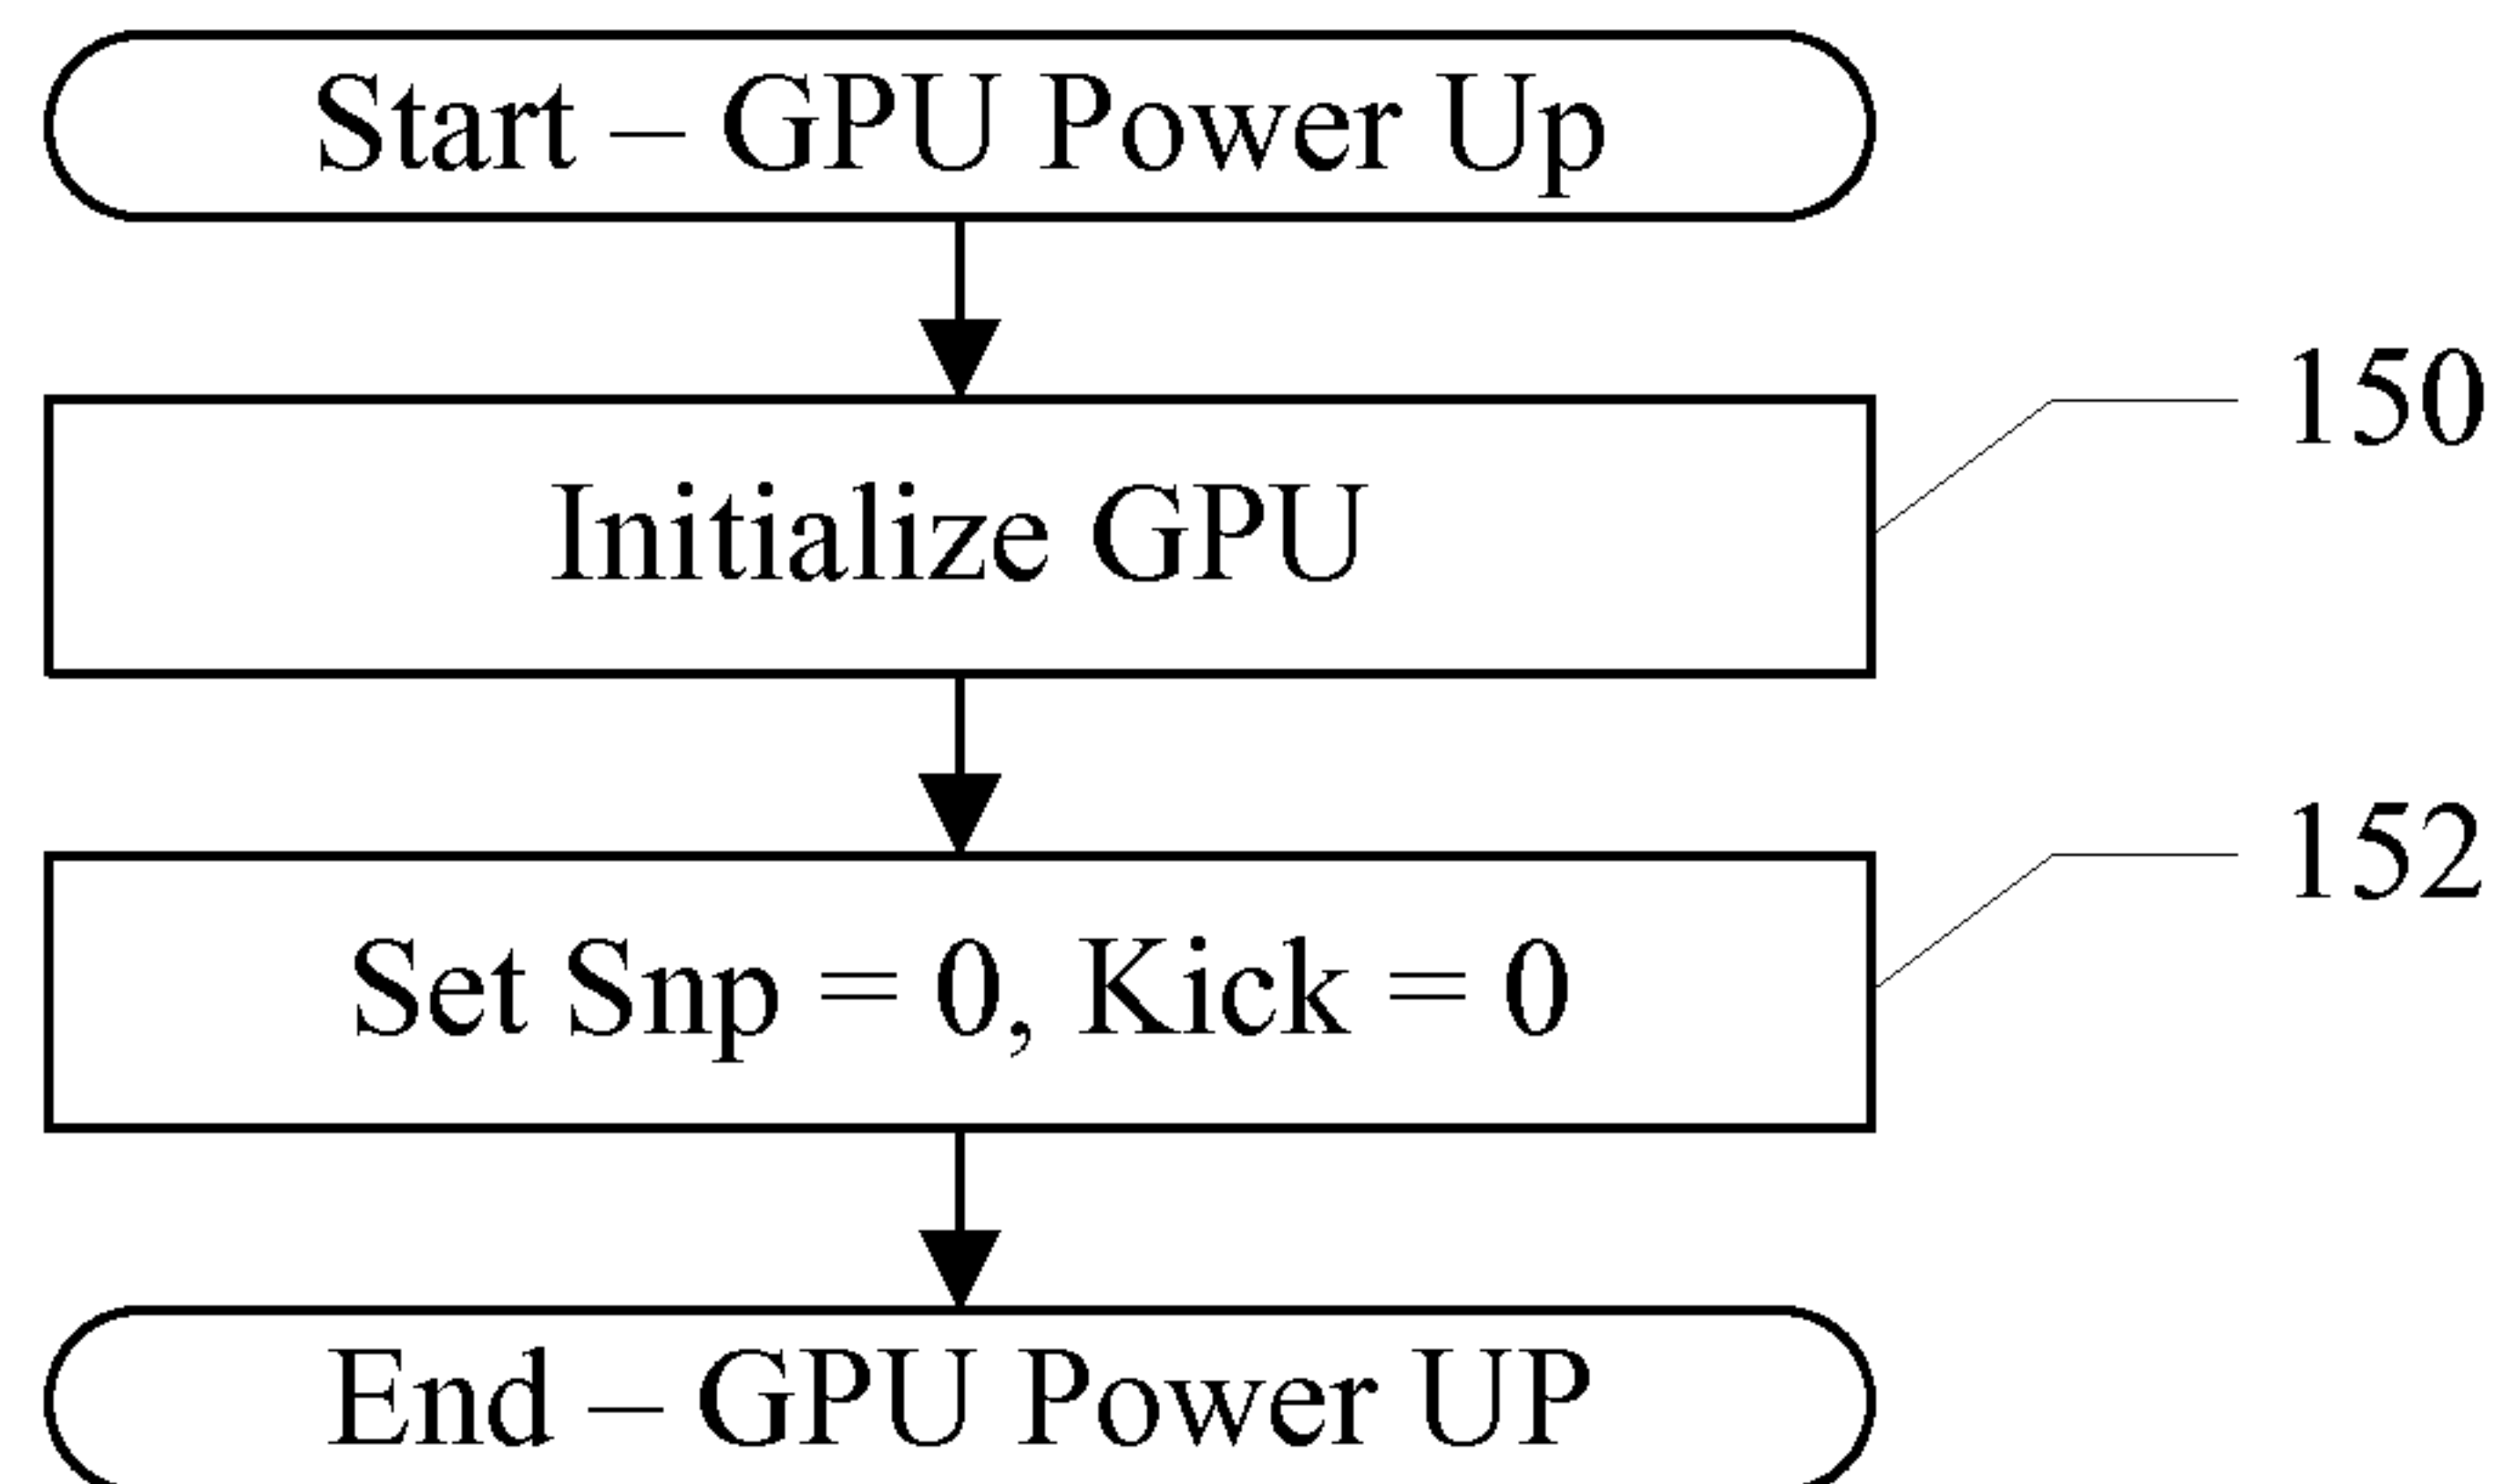 Start – GPU Power Up
150
Initialize GPU
152
Set Snp = 0, Kick = 0
End – GPU Power UP